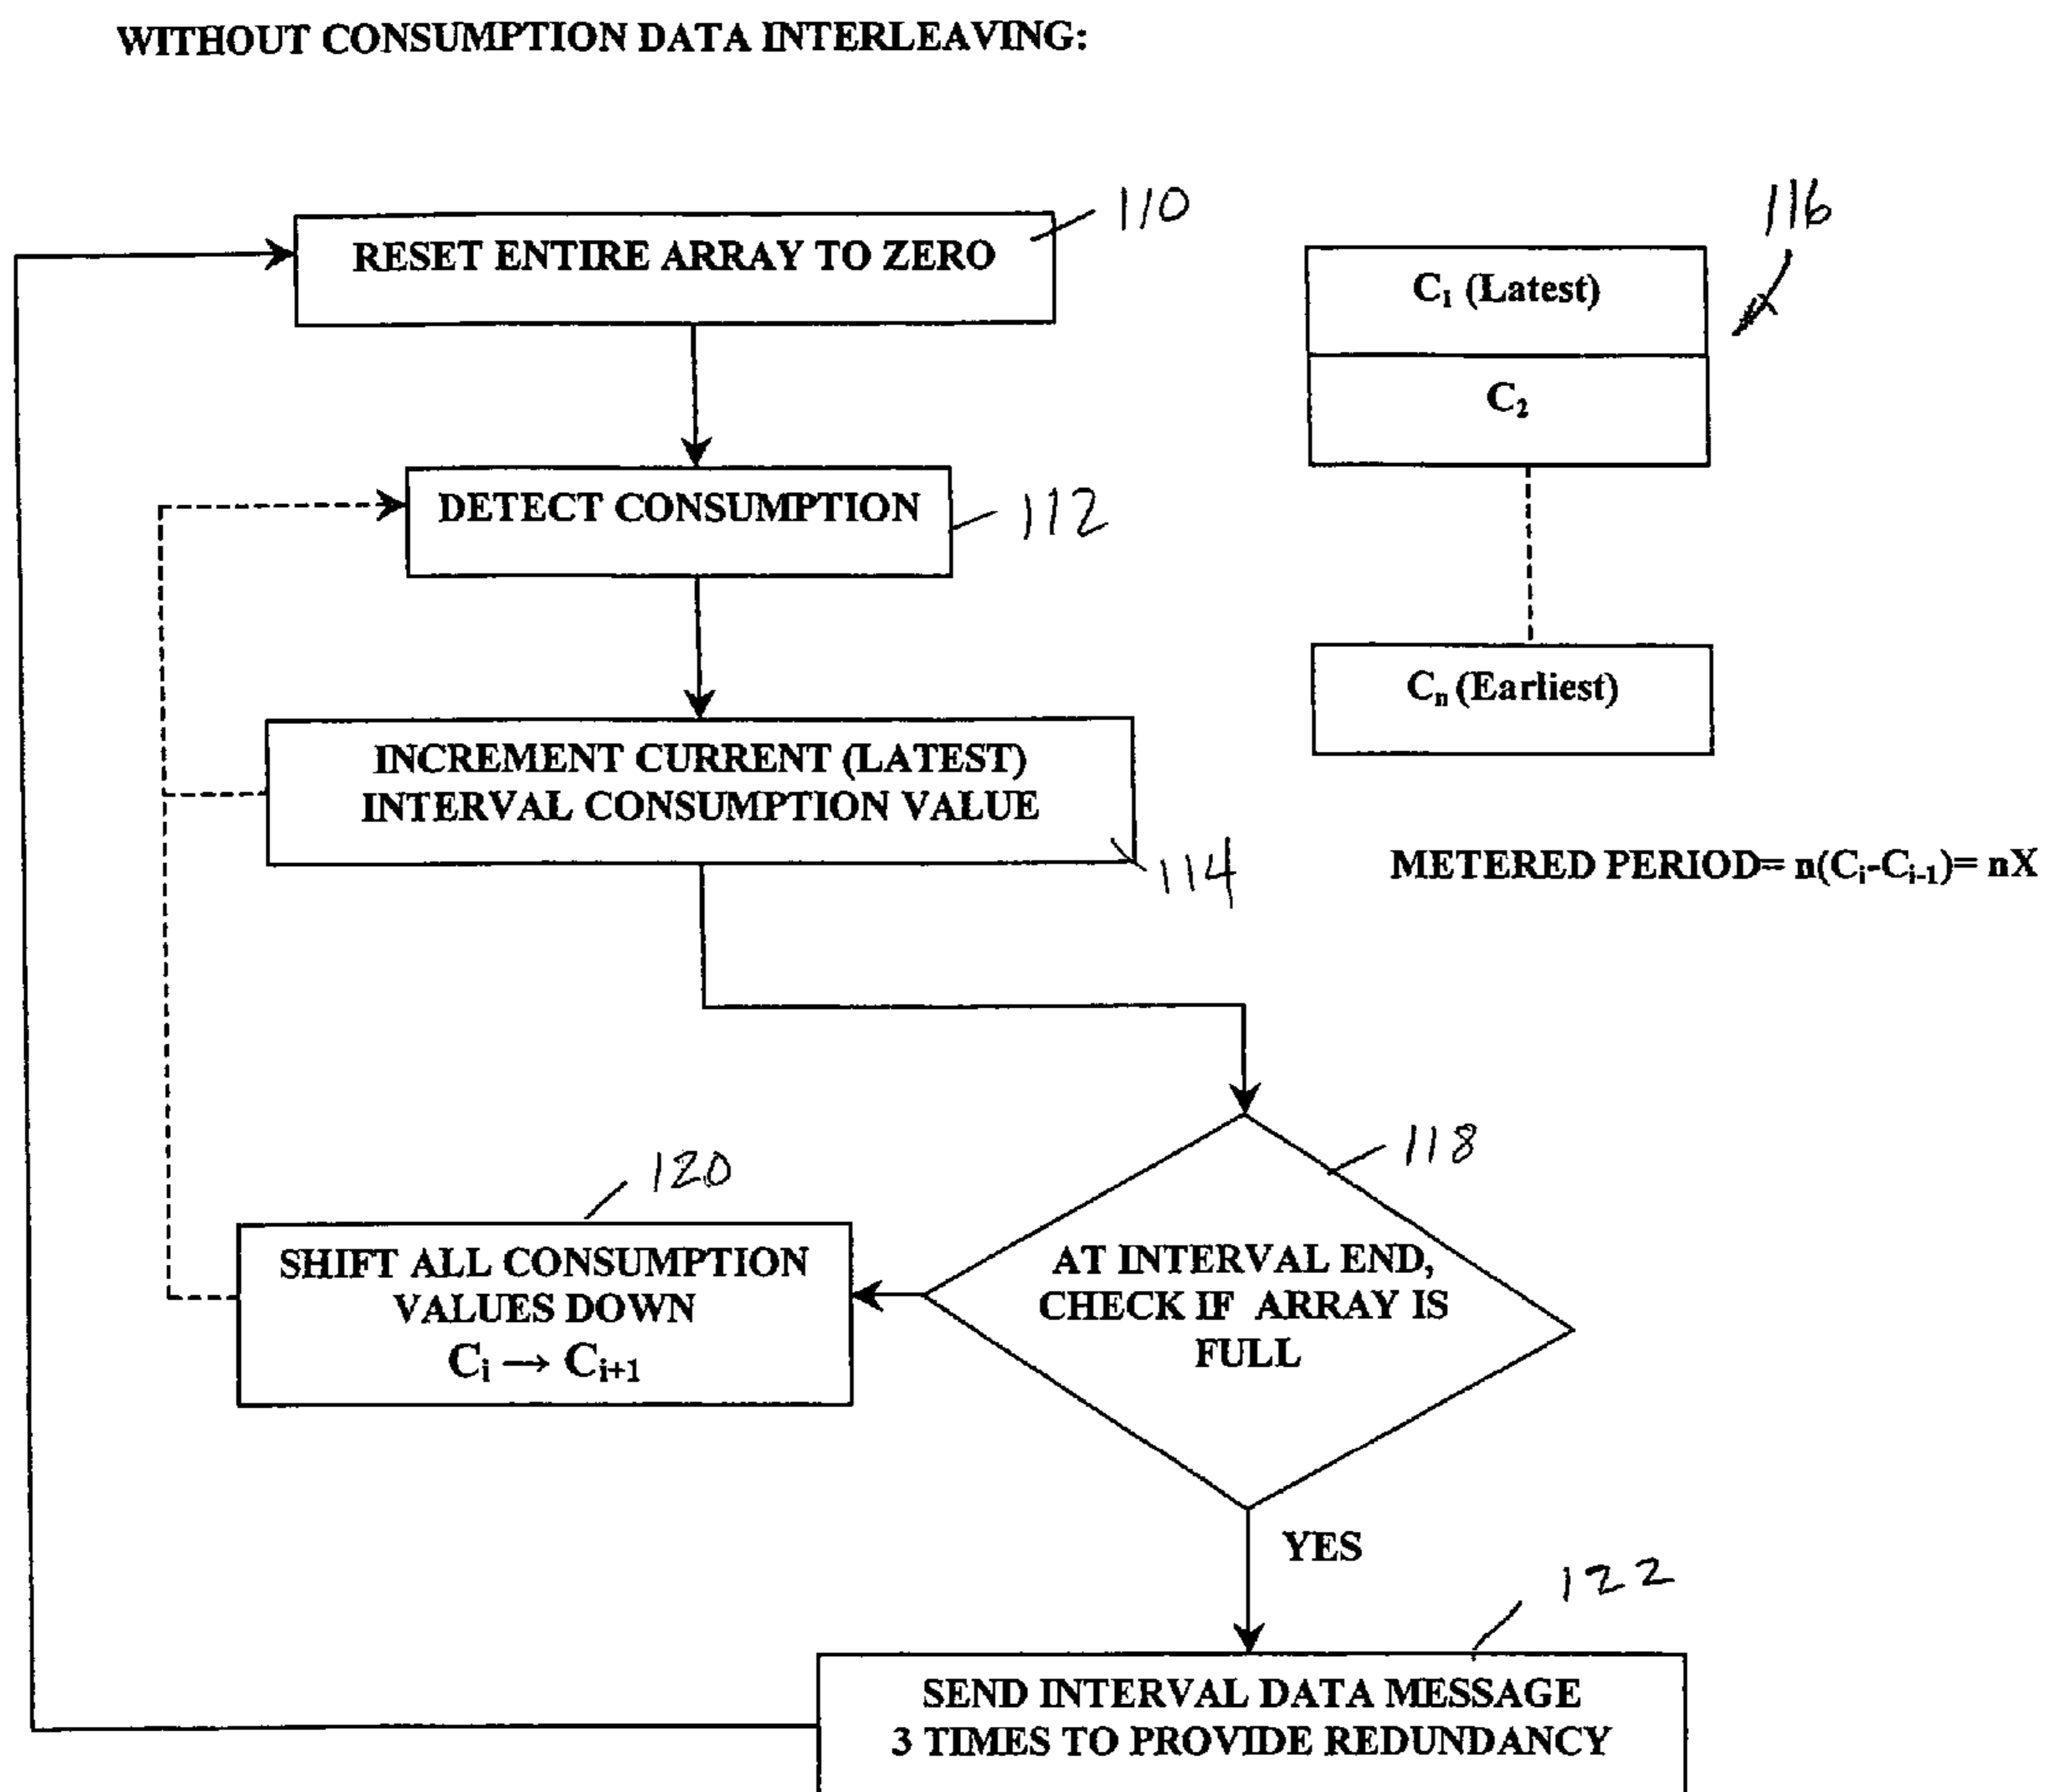 WITHOUT CONSUMPTION DATA INTERLEAVING:
110
RESET ENTIRE ARRAY TO ZERO
116
C₁ (Latest)
C₂
DETECT CONSUMPTION
112
Cₙ (Earliest)
INCREMENT CURRENT (LATEST)
INTERVAL CONSUMPTION VALUE
114
METERED PERIOD= n(Cᵢ-Cᵢ₋₁)= nX
118
120
AT INTERVAL END,
CHECK IF ARRAY IS
FULL
SHIFT ALL CONSUMPTION
VALUES DOWN
Cᵢ → Cᵢ₊₁
YES
122
SEND INTERVAL DATA MESSAGE
3 TIMES TO PROVIDE REDUNDANCY